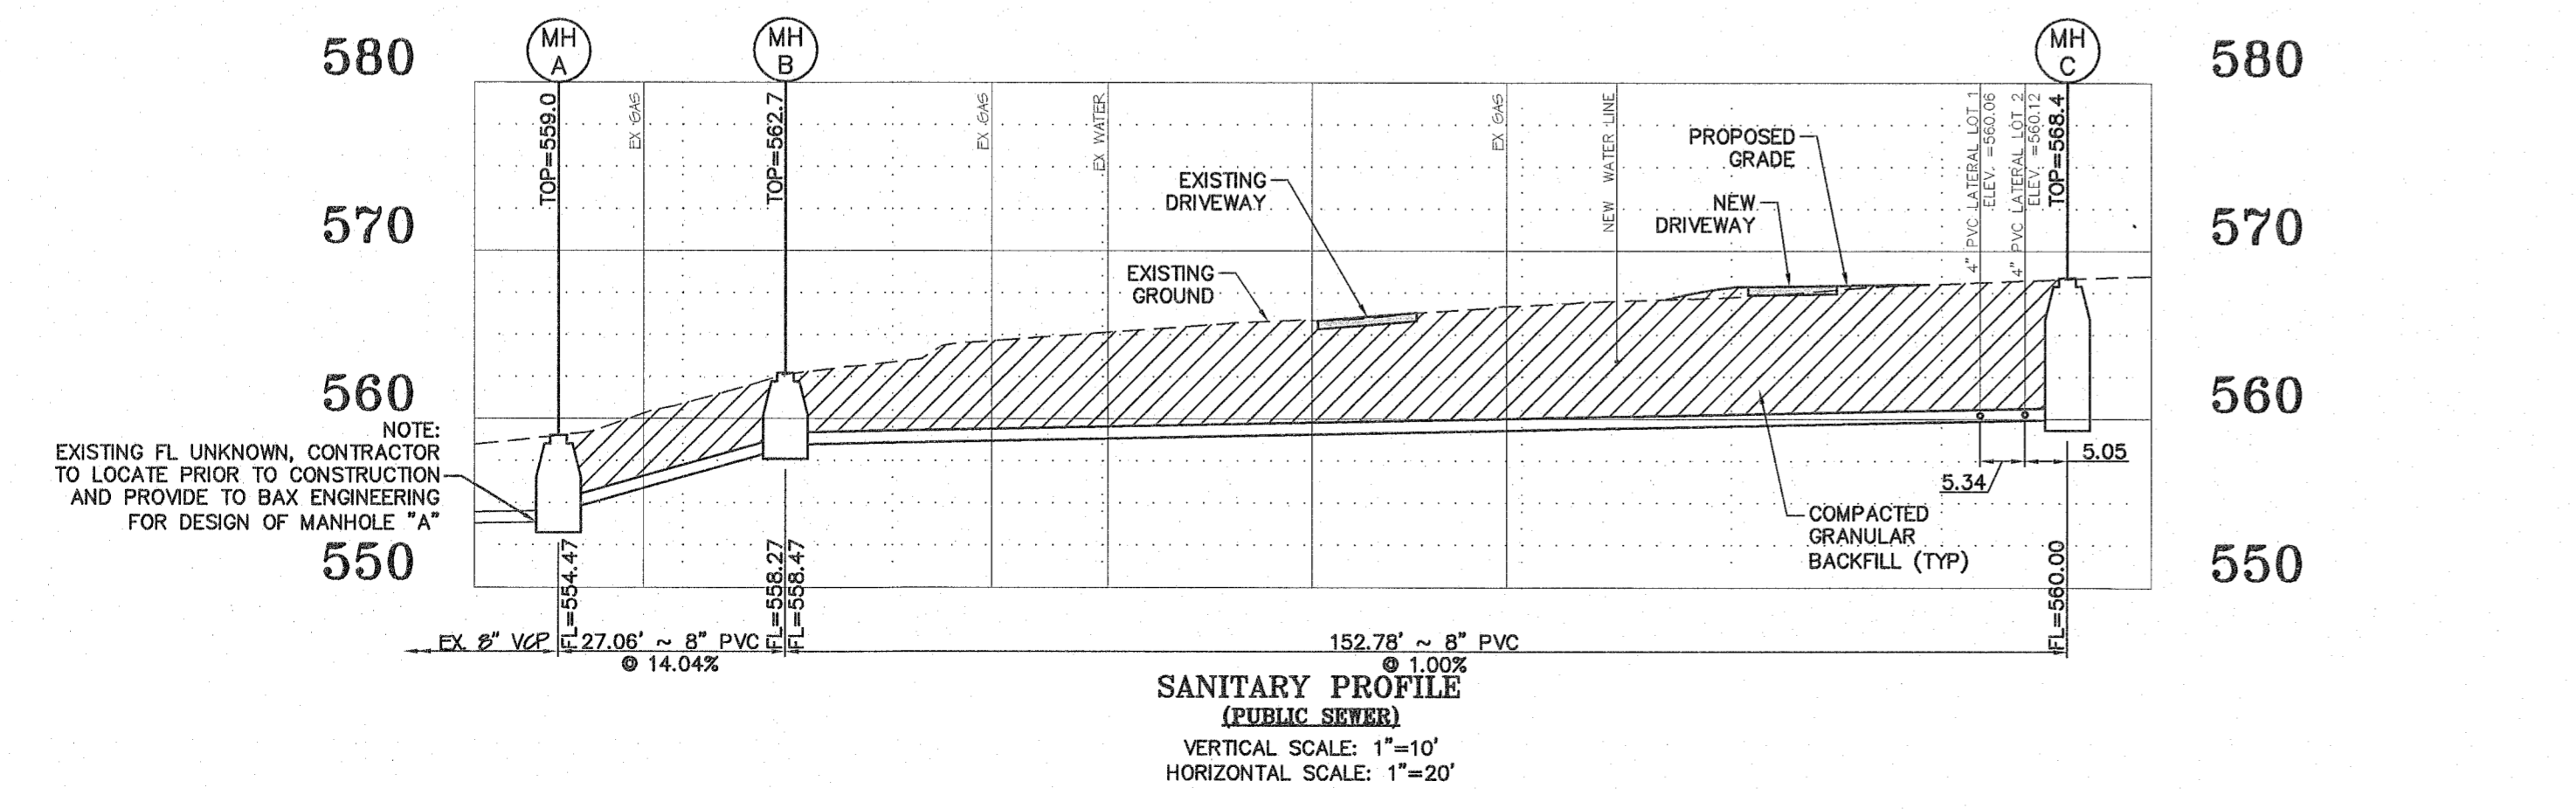 MH
A
MH
B
MH
C
580
580
570
570
560
560
550
550
TOP=559.0
EX GAS
TOP=562.7
EX GAS
EX WATER
EX GAS
NEW WATER LINE
4" PVC LATERAL LOT 1
ELEV. =560.06
4" PVC LATERAL LOT 2
ELEV. =560.12
TOP=568.4
EXISTING
DRIVEWAY
PROPOSED
GRADE
NEW
DRIVEWAY
EXISTING
GROUND
NOTE:
EXISTING FL UNKNOWN, CONTRACTOR
TO LOCATE PRIOR TO CONSTRUCTION
AND PROVIDE TO BAX ENGINEERING
FOR DESIGN OF MANHOLE "A"
5.05
5.34
COMPACTED
GRANULAR
BACKFILL (TYP)
FL=554.47
FL=558.27
FL=558.47
FL=560.00
EX. 8" VCP
27.06' ~ 8" PVC
@ 14.04%
152.78' ~ 8" PVC
@ 1.00%
SANITARY PROFILE
(PUBLIC SEWER)
VERTICAL SCALE: 1"=10'
HORIZONTAL SCALE: 1"=20'